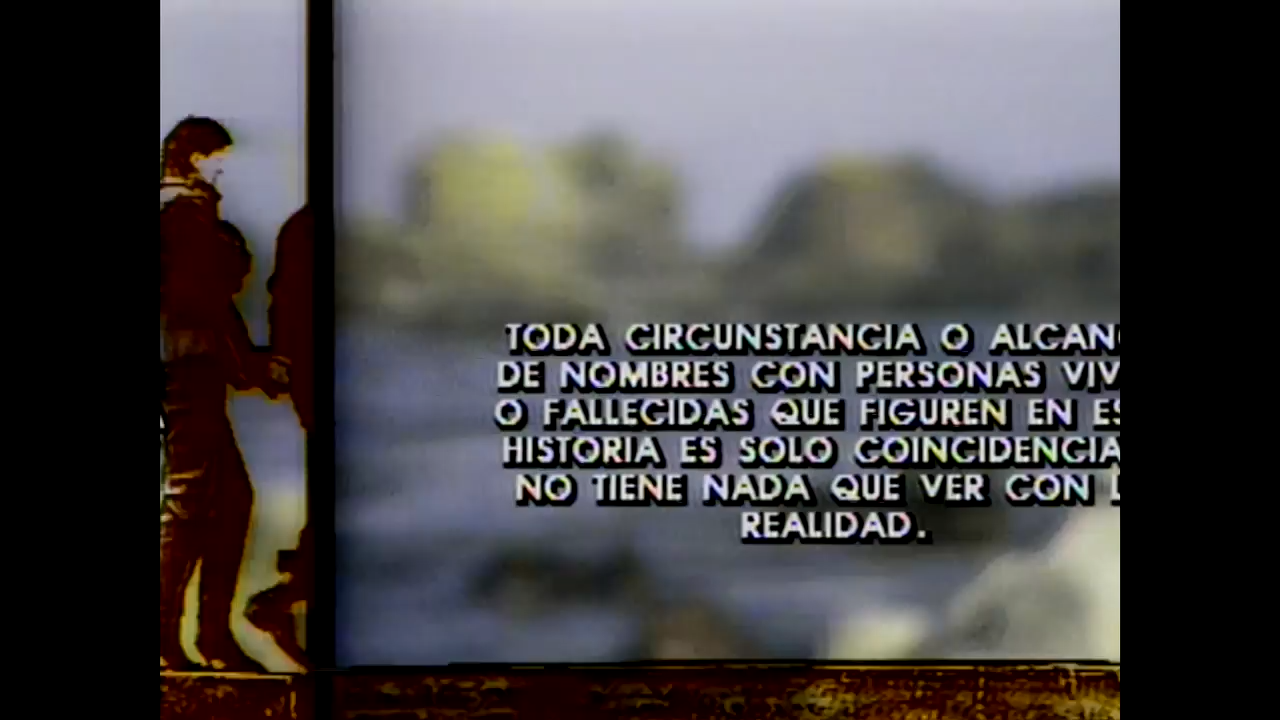 TODA CIRCUNSTANCIA O ALCAN
DE NOMBRES CON PERSONAS VIV
O FALLECIDAS QUE FIGUREN EN ES
HISTORIA ES SOLO COINCIDENCIA
NO TIENE NADA QUE VER CON
REALIDAD.